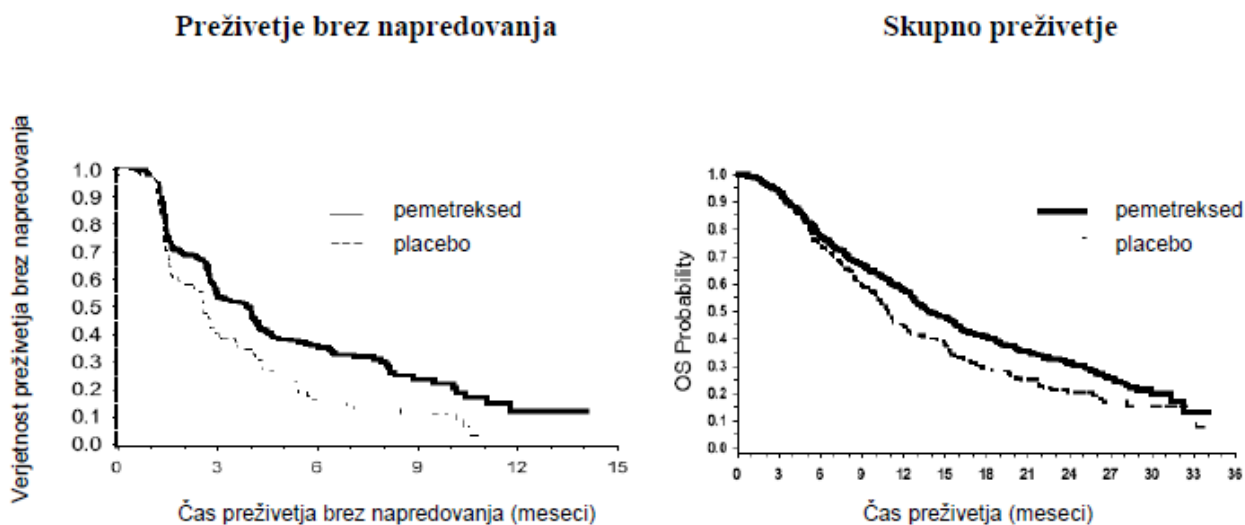 Preživetje brez napredovanja
Verjetnost preživetja brez napredovanja
1.0
0.9
0.8
0.7
0.6
0.5
0.4
0.3
0.2
0.1
0.0
pemetreksed
placebo
0 3 6 9 12 15
Čas preživetja brez napredovanja (meseci)
Skupno preživetje
OS Probability
1.0
0.9
0.8
0.7
0.6
0.5
0.4
0.3
0.2
0.1
0.0
pemetreksed
placebo
0 3 6 9 12 15 18 21 24 27 30 33 36
Čas preživetja (meseci)